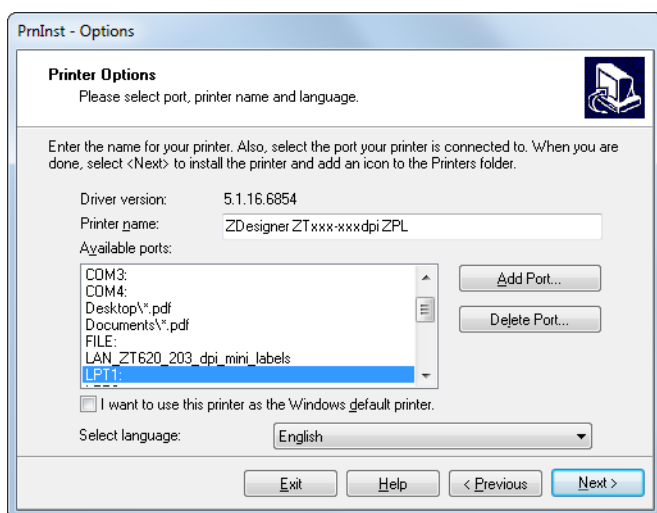 PrnInst - Options
Printer Options
Please select port, printer name and language.
Enter the name for your printer. Also, select the port your printer is connected to. When you are
done, select <Next> to install the printer and add an icon to the Printers folder.
Driver version: 5.1.16.6854
Printer name: ZDesigner ZTxxx-xxxdpi ZPL
Available ports:
COM3:
COM4:
Desktop\*.pdf
Documents\*.pdf
FILE:
LAN_ZT620_203_dpi_mini_labels
LPT1:
Add Port...
Delete Port...
I want to use this printer as the Windows default printer.
Select language: English
Exit Help < Previous Next >